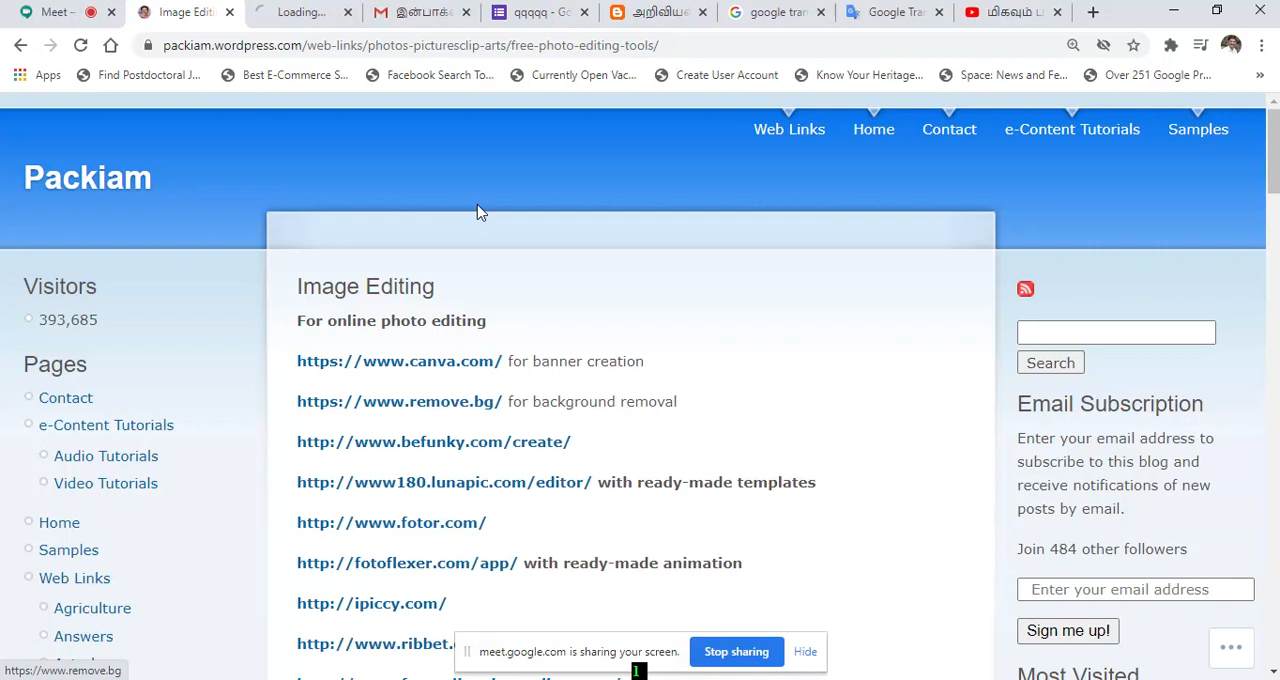 Meet –
Image Editi
Loading...
இன்பாக்
qqqqq - Go
அறிவியல
google tran
Google Tra
மிகவும் ப
packiam.wordpress.com/web-links/photos-picturesclip-arts/free-photo-editing-tools/
Apps
Find Postdoctoral J...
Best E-Commerce S...
Facebook Search To...
Currently Open Vac...
Create User Account
Know Your Heritage...
Space: News and Fe...
Over 251 Google Pr...
»
Web Links
Home
Contact
e-Content Tutorials
Samples
Packiam
Visitors
393,685
Pages
Contact
e-Content Tutorials
Audio Tutorials
Video Tutorials
Home
Samples
Web Links
Agriculture
Answers
Image Editing
For online photo editing
https://www.canva.com/ for banner creation
https://www.remove.bg/ for background removal
http://www.befunky.com/create/
http://www180.lunapic.com/editor/ with ready-made templates
http://www.fotor.com/
http://fotoflexer.com/app/ with ready-made animation
http://ipiccy.com/
http://www.ribbet.
Search
Email Subscription
Enter your email address to
subscribe to this blog and
receive notifications of new
posts by email.
Join 484 other followers
Enter your email address
Sign me up!
Most Visited
meet.google.com is sharing your screen.
Stop sharing
Hide
https://www.remove.bg
1